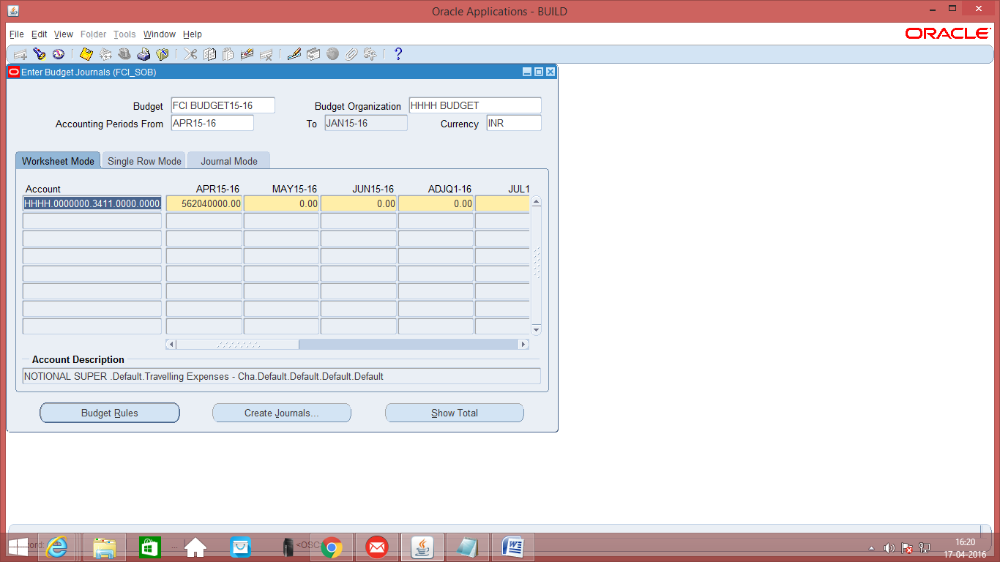 Oracle Applications - BUILD
File Edit View Folder Tools Window Help
ORACLE
Enter Budget Journals (FCI_SOB)
Budget FCI BUDGET15-16 Budget Organization HHHH BUDGET
Accounting Periods From APR15-16 To JAN15-16 Currency INR
Worksheet Mode Single Row Mode Journal Mode
Account APR15-16 MAY15-16 JUN15-16 ADJQ1-16 JUL1
HHHH.0000000.3411.0000.0000 562040000.00 0.00 0.00 0.00
Account Description
NOTIONAL SUPER .Default.Travelling Expenses - Cha.Default.Default.Default.Default
Budget Rules Create Journals... Show Total
ord: ... <OSC
16:20
17-04-2016